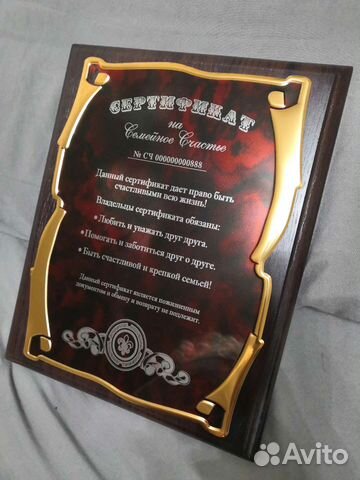 СЕРТИФИКАТ
на
Семейное Счастье
№ СЧ 000000000888
Данный сертификат дает право быть
счастливыми всю жизнь!
Владельцы сертификата обязаны:
• Любить и уважать друг друга.
• Помогать и заботиться друг о друге.
• Быть счастливой и крепкой семьей!
Данный сертификат является пожизненным
документом и обмену и возврату не подлежит.
Avito